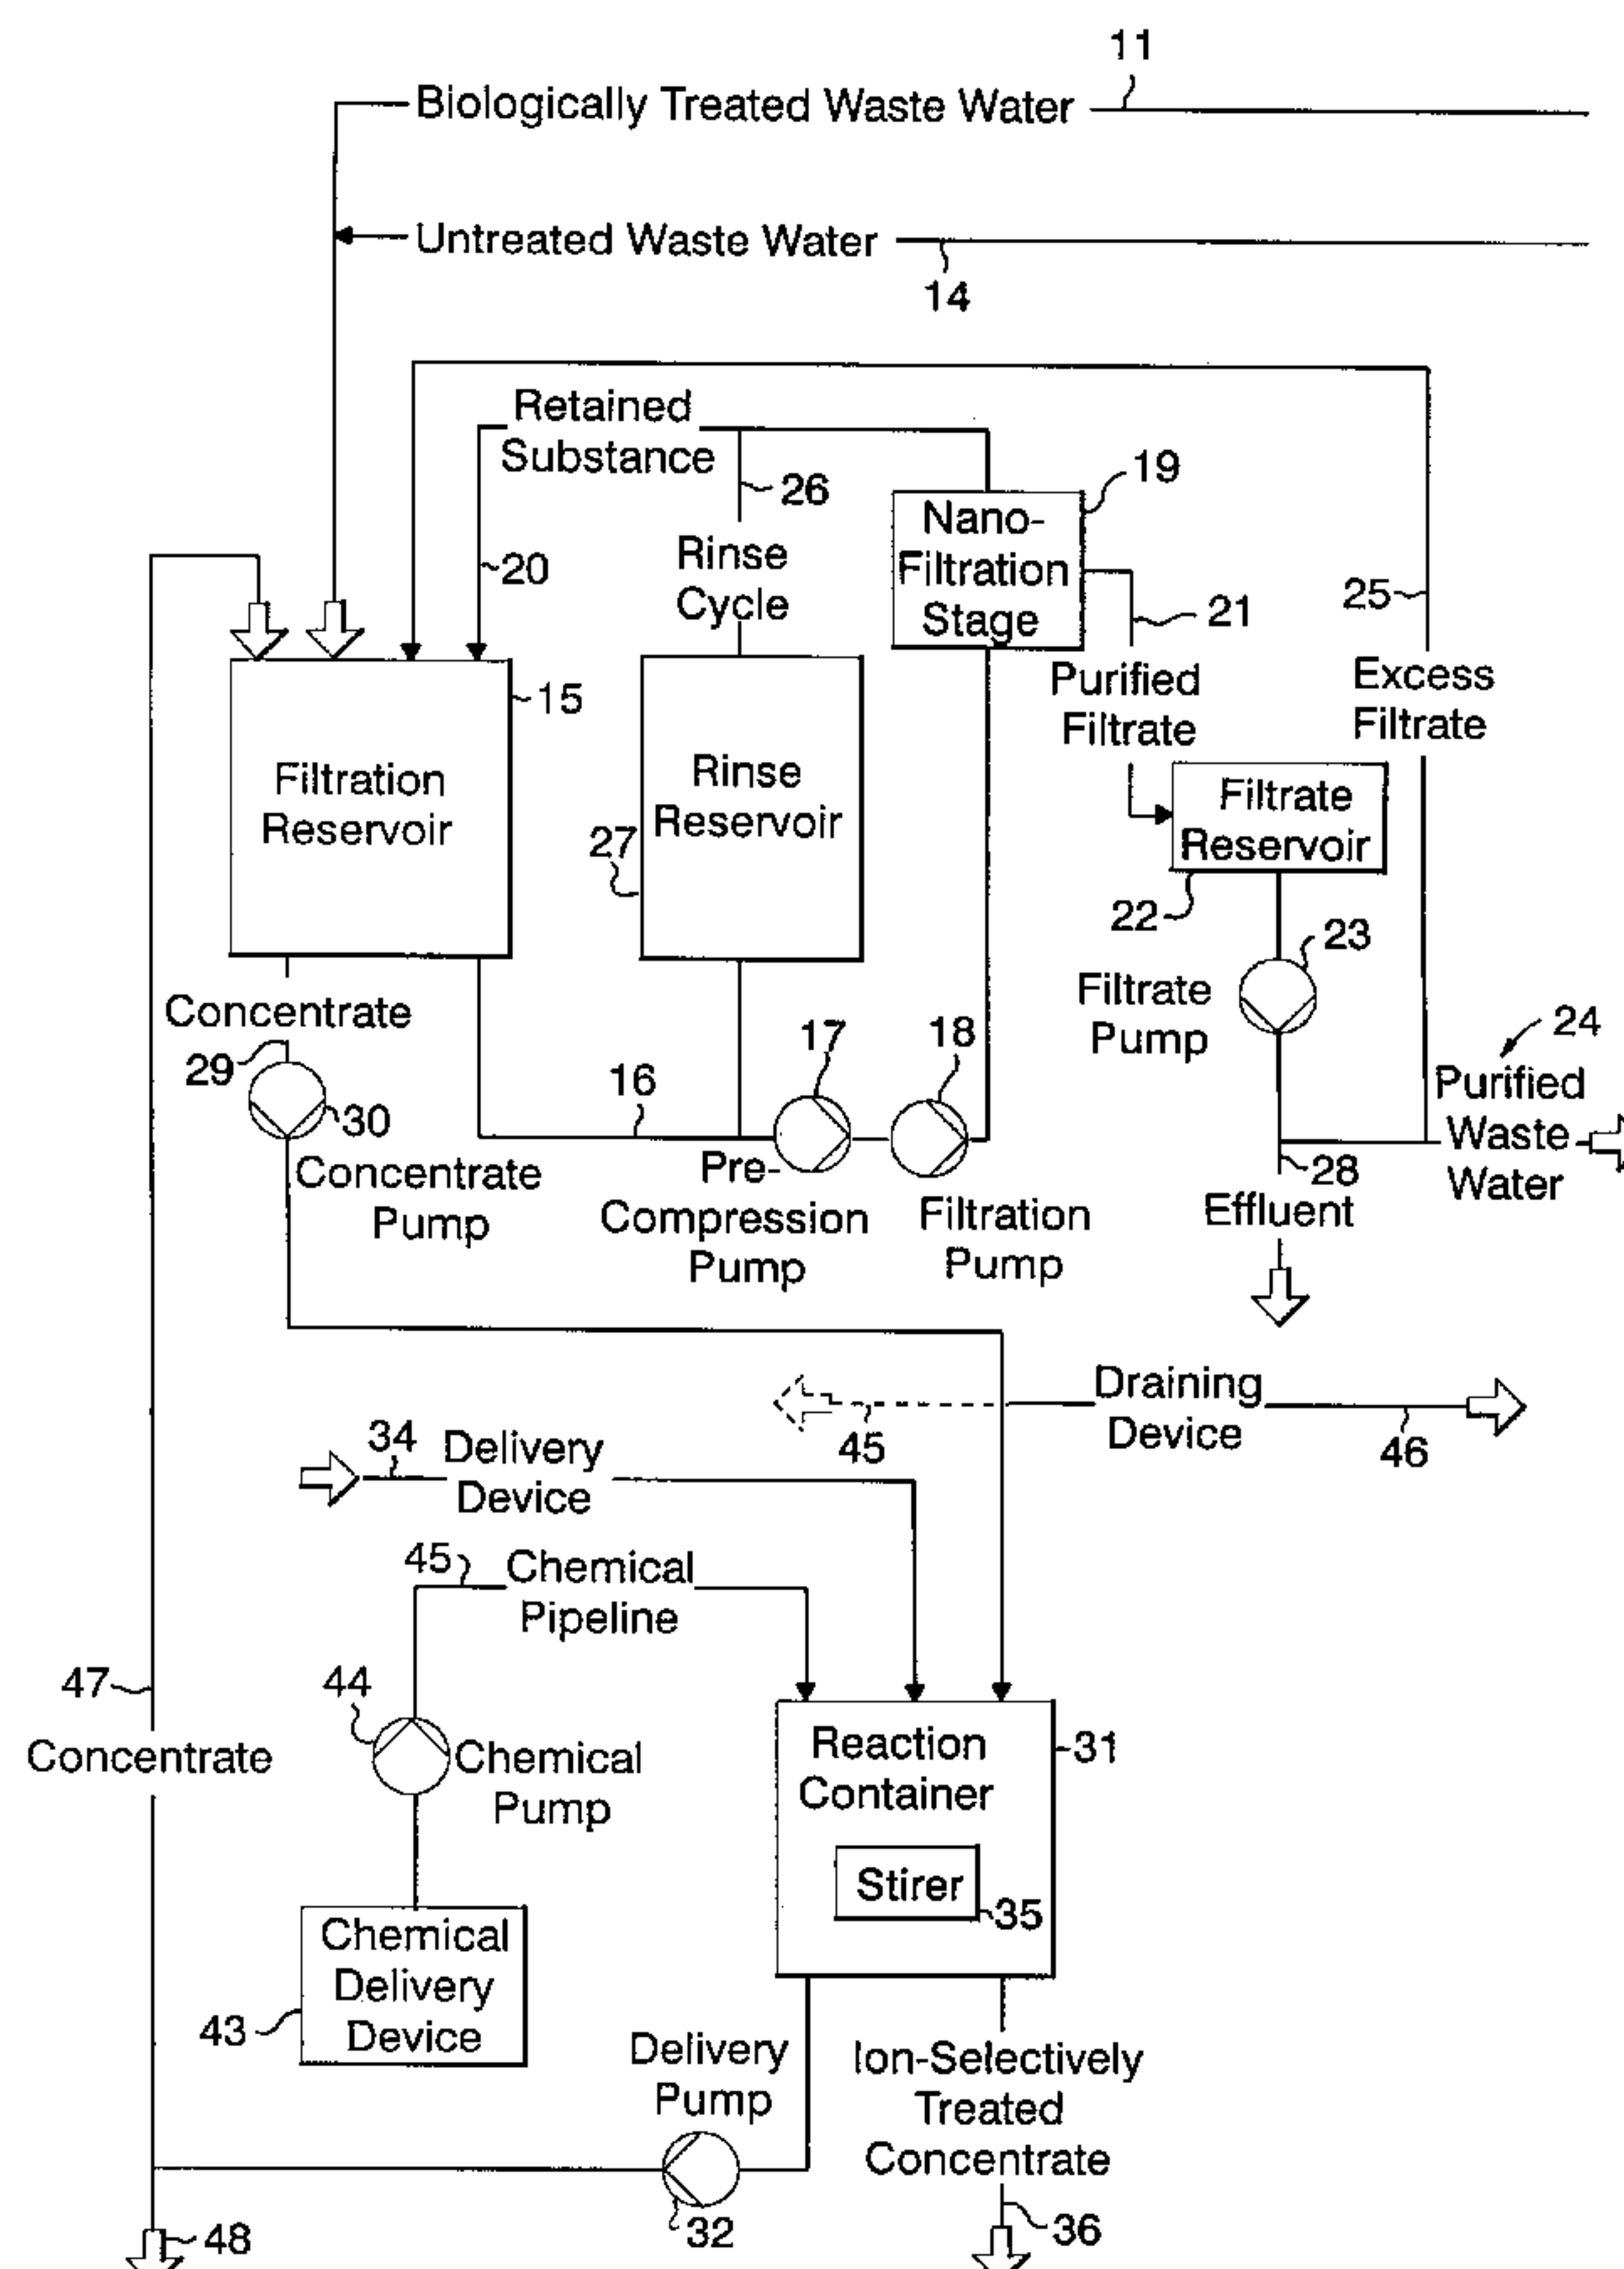 11
Biologically Treated Waste Water
Untreated Waste Water
14
Retained
Substance
26
20
Rinse
Cycle
Nano-
Filtration
Stage
19
21
25
Purified
Filtrate
Excess
Filtrate
15
Filtration
Reservoir
27
Rinse
Reservoir
Filtrate
Reservoir
22
23
Filtrate
Pump
24
Purified
Waste
Water
Concentrate
29
30
Concentrate
Pump
16
17
18
Pre-
Compression
Pump
Filtration
Pump
28
Effluent
Draining
Device
45
46
34
Delivery
Device
45
Chemical
Pipeline
47
Concentrate
44
Chemical
Pump
Reaction
Container
31
Stirer
35
Chemical
Delivery
Device
43
Delivery
Pump
32
Ion-Selectively
Treated
Concentrate
36
48